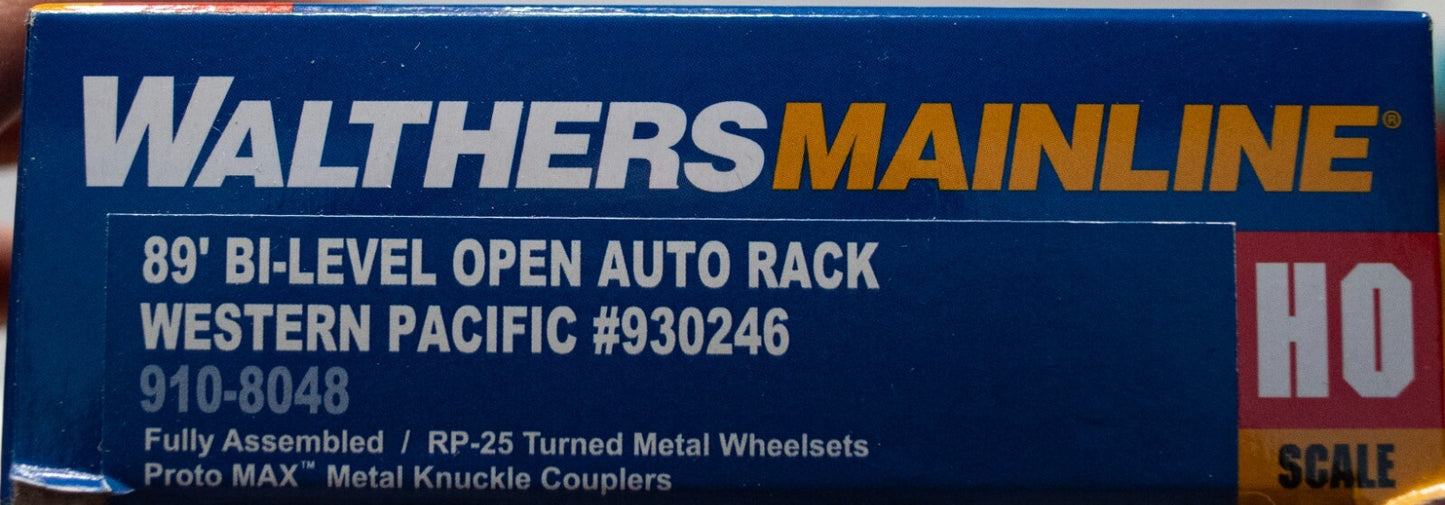 WALTHERSMAINLINE®
89' BI-LEVEL OPEN AUTO RACK
WESTERN PACIFIC #930246
910-8048
Fully Assembled / RP-25 Turned Metal Wheelsets
Proto MAX™ Metal Knuckle Couplers
HO
SCALE